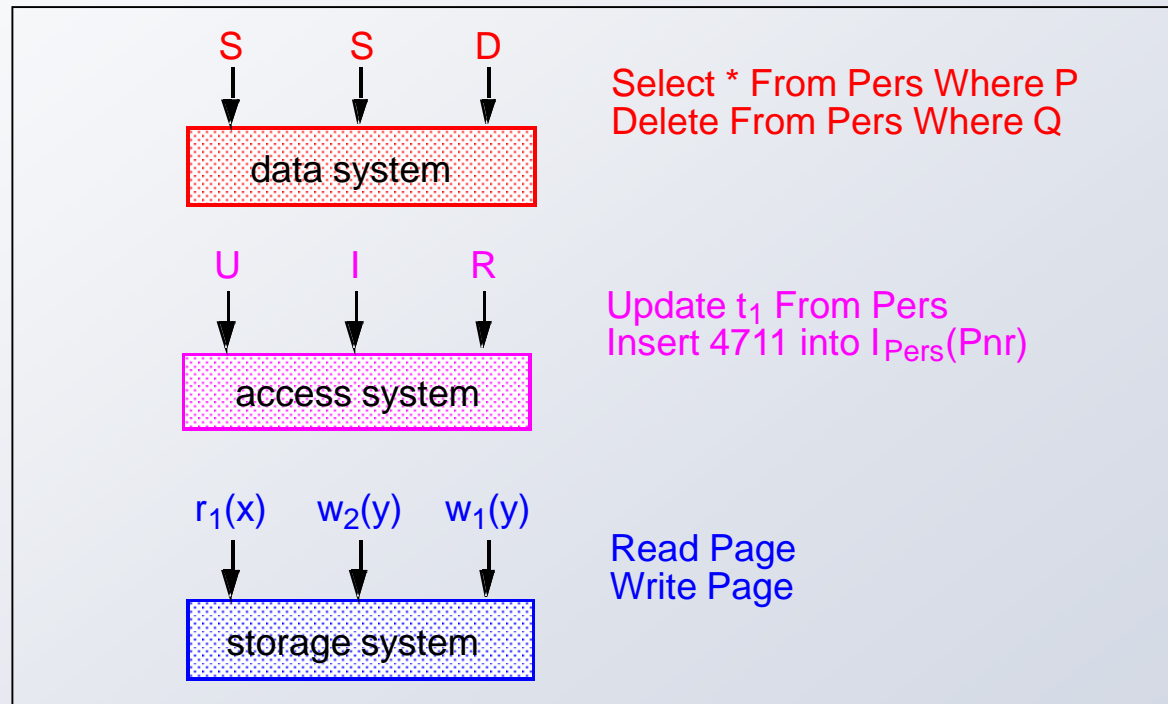 S S D
Select * From Pers Where P
Delete From Pers Where Q
data system
U I R
Update t₁ From Pers
Insert 4711 into I_Pers(Pnr)
access system
r₁(x) w₂(y) w₁(y)
Read Page
Write Page
storage system